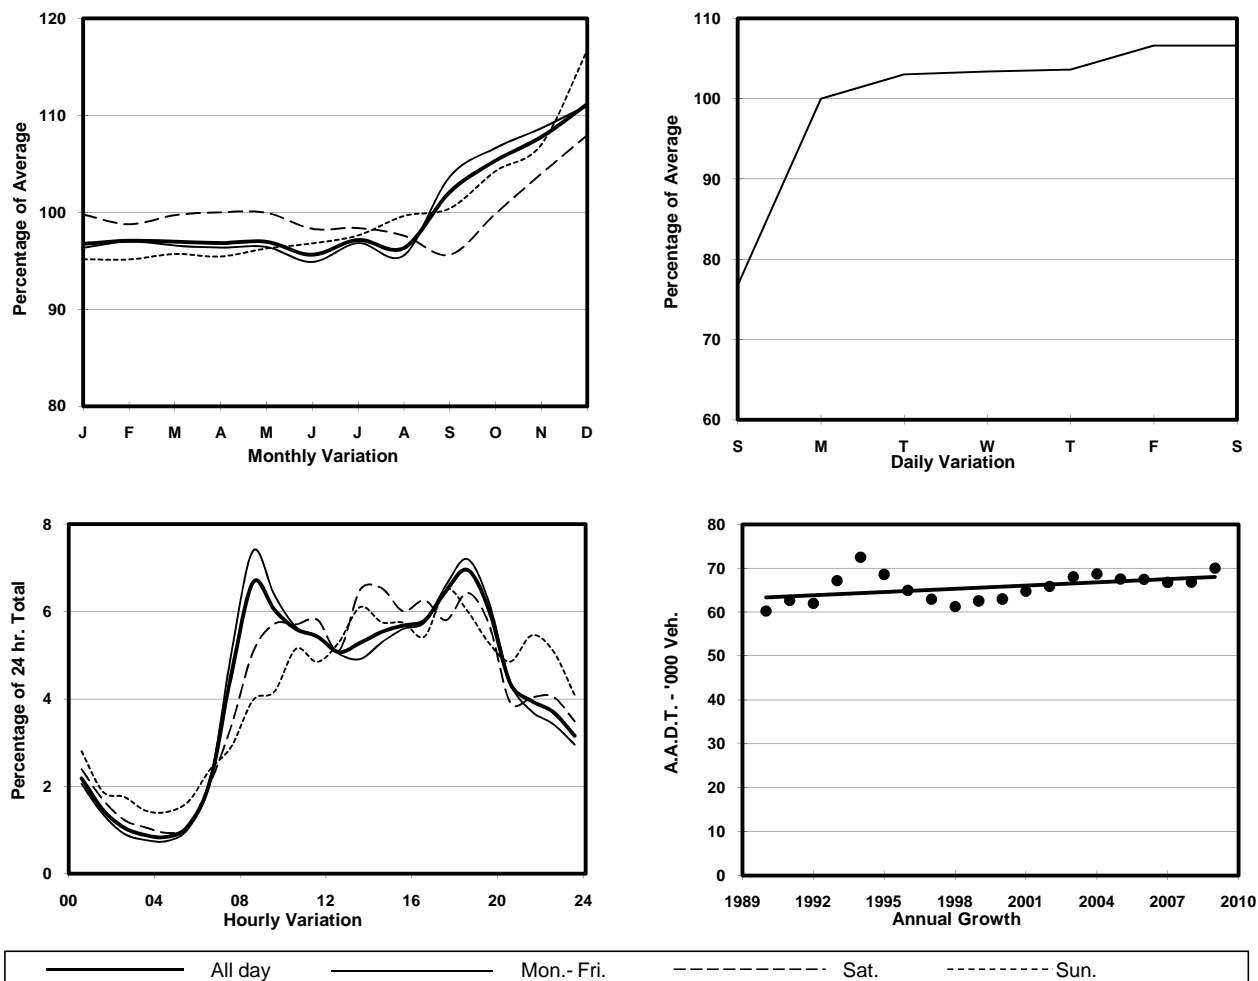 120
110
100
90
80
Percentage of Average
J F M A M J J A S O N D
Monthly Variation
110
100
90
80
70
60
Percentage of Average
S M T W T F S
Daily Variation
8
6
4
2
0
Percentage of 24 hr. Total
00 04 08 12 16 20 24
Hourly Variation
80
70
60
50
40
30
20
10
0
A.A.D.T. - '000 Veh.
1989 1992 1995 1998 2001 2004 2007 2010
Annual Growth
All day Mon.- Fri. Sat. Sun.